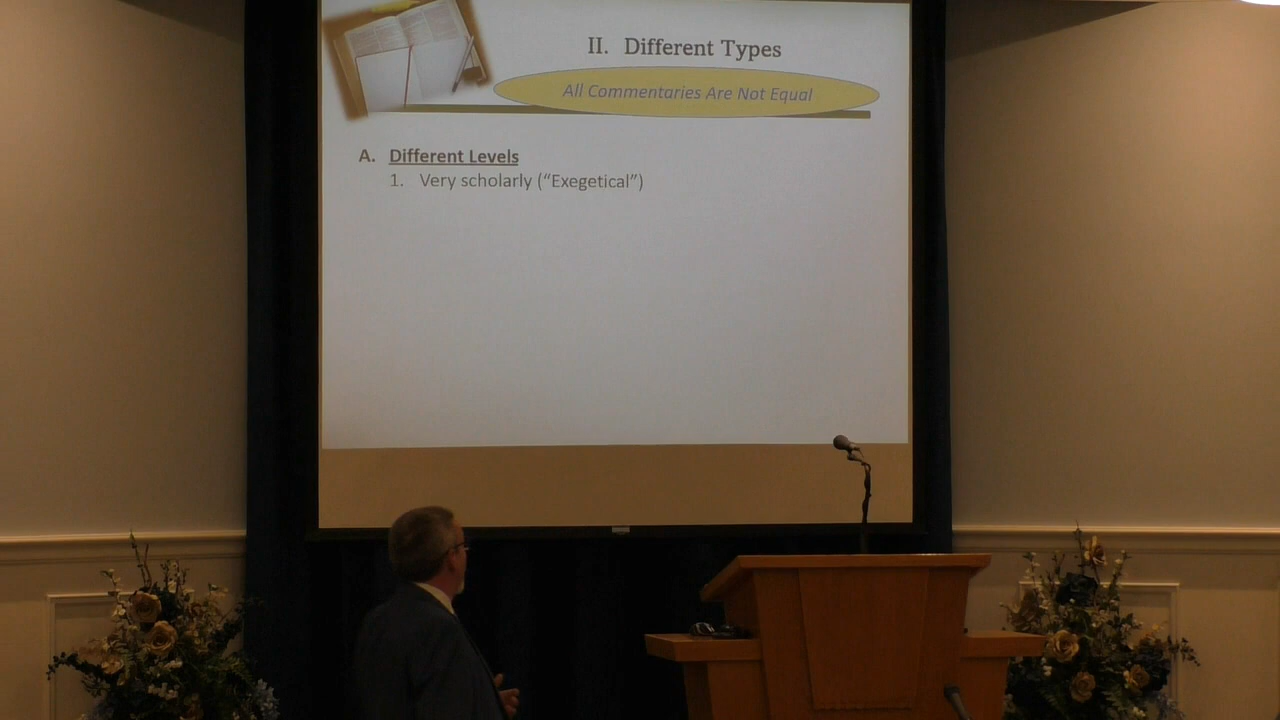 II. Different Types
All Commentaries Are Not Equal
A. Different Levels
1. Very scholarly (“Exegetical”)